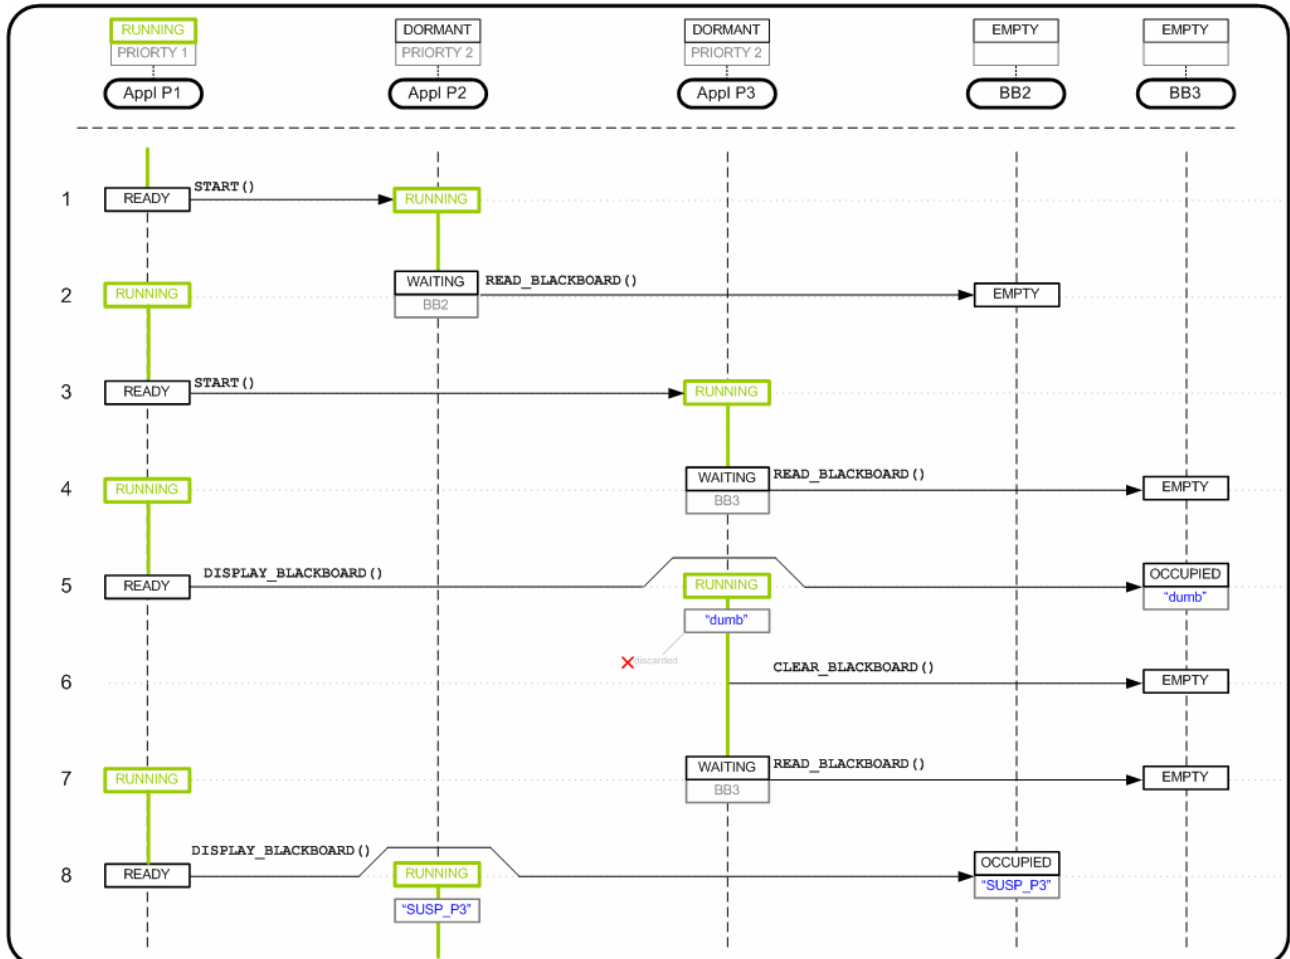 RUNNING
DORMANT
DORMANT
EMPTY
EMPTY
PRIORTY 1
PRIORTY 2
PRIORTY 2
Appl P1
Appl P2
Appl P3
BB2
BB3
1
READY
START()
RUNNING
2
RUNNING
WAITING
BB2
READ_BLACKBOARD()
EMPTY
3
READY
START()
RUNNING
4
RUNNING
WAITING
BB3
READ_BLACKBOARD()
EMPTY
5
READY
DISPLAY_BLACKBOARD()
RUNNING
"dumb"
OCCUPIED
"dumb"
discarded
6
CLEAR_BLACKBOARD()
EMPTY
7
RUNNING
WAITING
BB3
READ_BLACKBOARD()
EMPTY
8
READY
DISPLAY_BLACKBOARD()
RUNNING
"SUSP_P3"
OCCUPIED
"SUSP_P3"